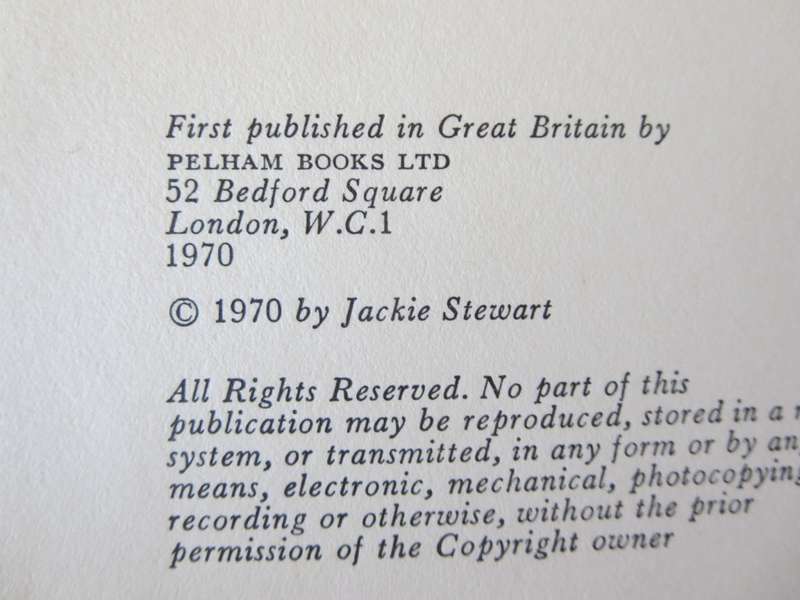 First published in Great Britain by
PELHAM BOOKS LTD
52 Bedford Square
London, W.C.1
1970
© 1970 by Jackie Stewart
All Rights Reserved. No part of this
publication may be reproduced, stored in a
system, or transmitted, in any form or by any
means, electronic, mechanical, photocopying
recording or otherwise, without the prior
permission of the Copyright owner